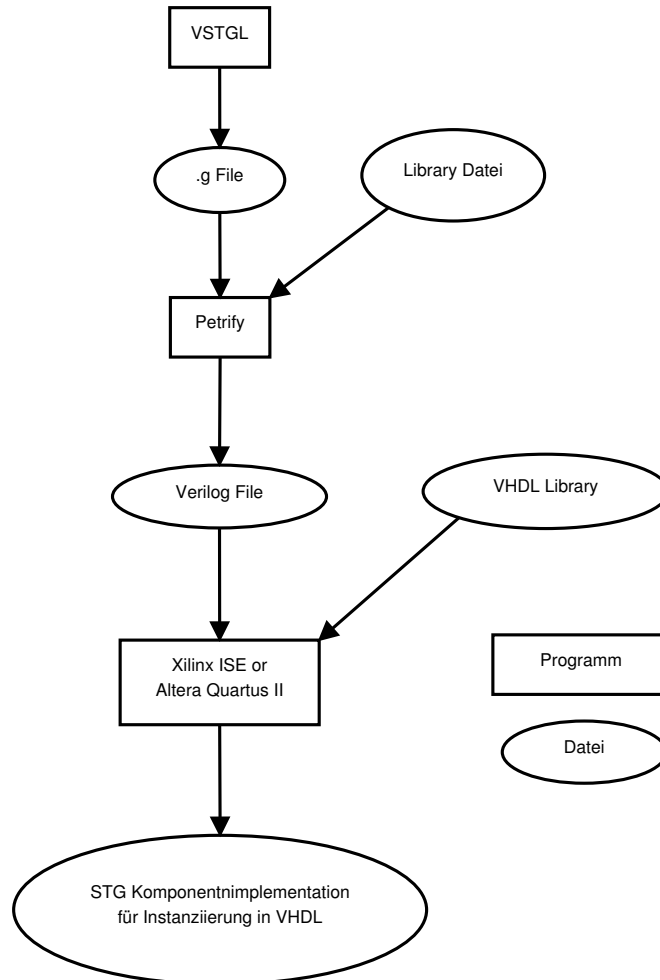 VSTGL
.g File
Library Datei
Petrify
Verilog File
VHDL Library
Xilinx ISE or
Altera Quartus II
Programm
Datei
STG Komponentnimplementation
für Instanziierung in VHDL